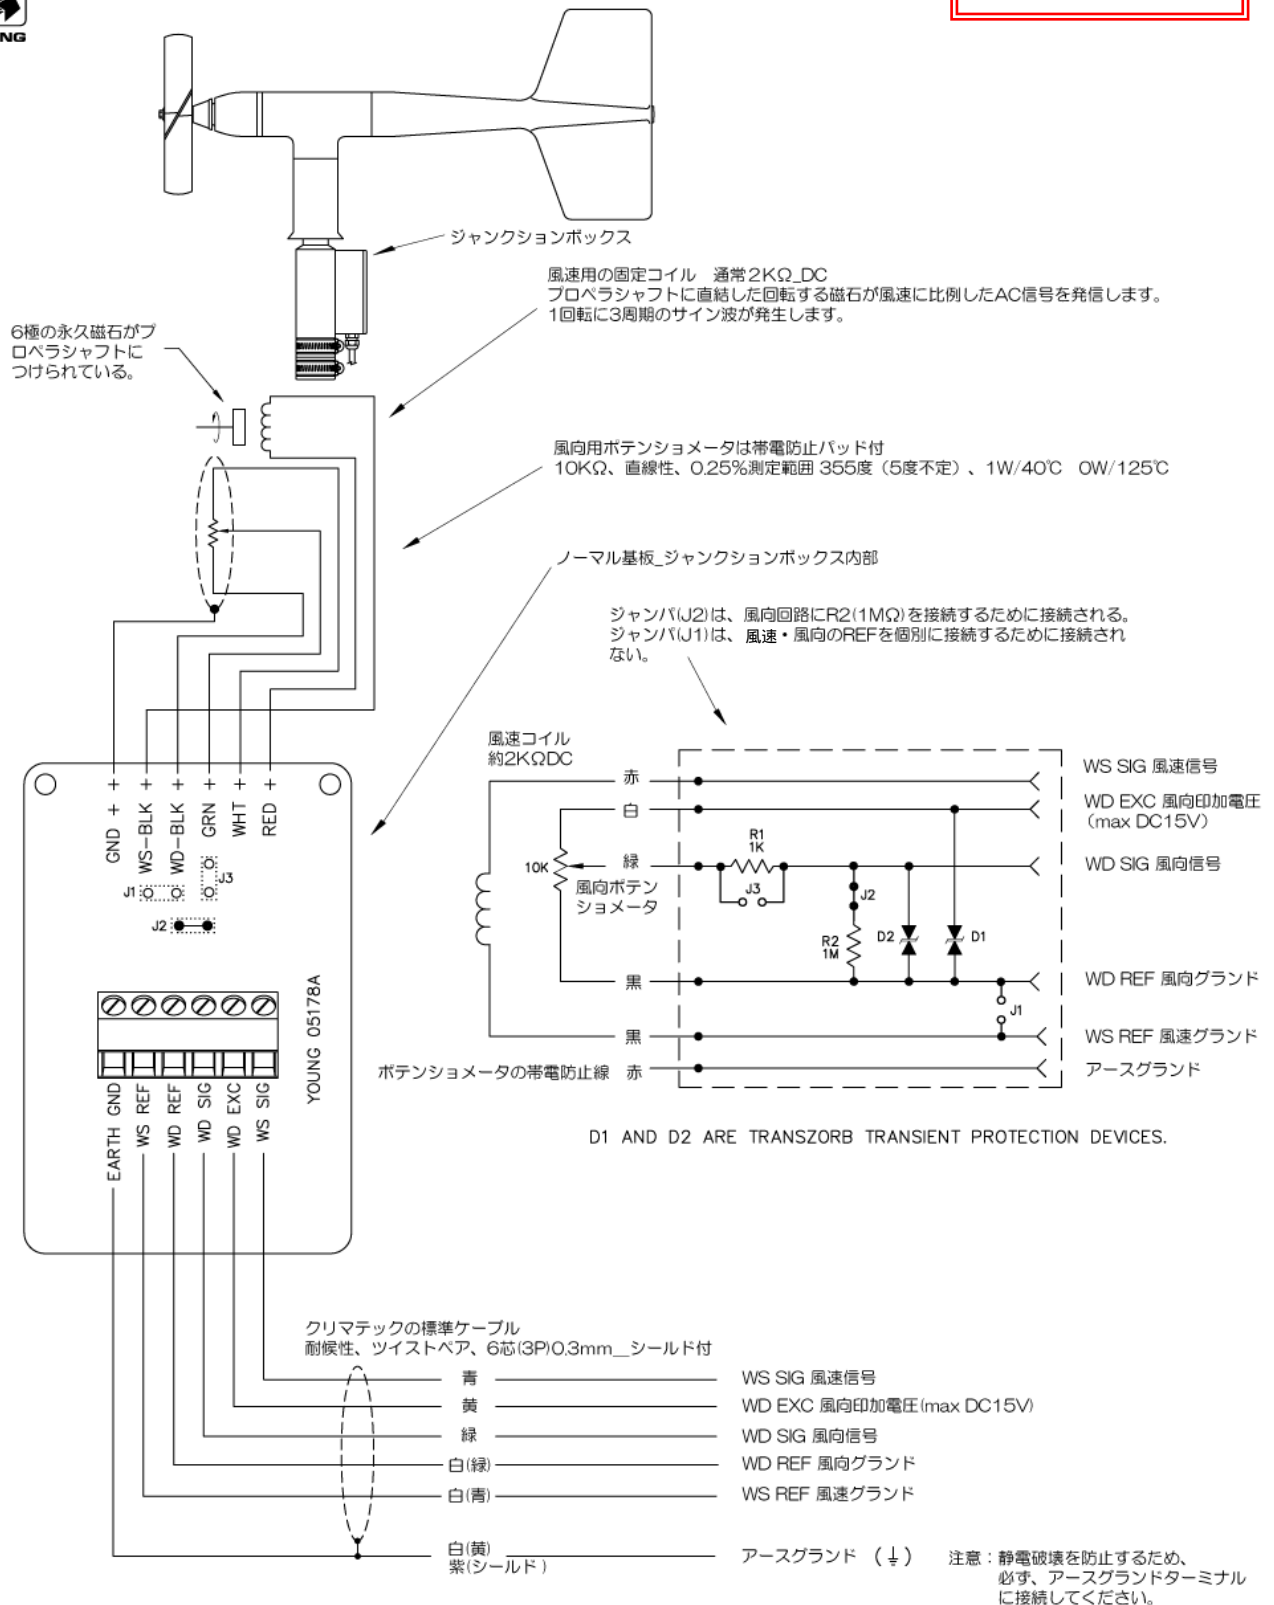 NG
ジャンクションボックス
風速用の固定コイル 通常2KΩ_DC
プロペラシャフトに直結した回転する磁石が風速に比例したAC信号を発信します。
1回転に3周期のサイン波が発生します。
6極の永久磁石がプ
ロペラシャフトに
つけられている。
風向用ポテンショメータは帯電防止パッド付
10KΩ、直線性、0.25%測定範囲 355度（5度不定）、1W/40℃ 0W/125℃
ノーマル基板_ジャンクションボックス内部
ジャンパ(J2)は、風向回路にR2(1MΩ)を接続するために接続される。
ジャンパ(J1)は、風速・風向のREFを個別に接続するために接続され
ない。
GND +
WS-BLK +
WD-BLK +
GRN +
WHT +
RED +
J1
J3
J2
YOUNG 05178A
EARTH GND
WS REF
WD REF
WD SIG
WD EXC
WS SIG
風速コイル
約2KΩDC
赤
WS SIG 風速信号
白
WD EXC 風向印加電圧
（max DC15V）
R1
1K
10K
緑
WD SIG 風向信号
風向ポテン
ショメータ
J3
J2
R2
1M
D2
D1
黒
WD REF 風向グランド
J1
黒
WS REF 風速グランド
ポテンショメータの帯電防止線 赤
アースグランド
D1 AND D2 ARE TRANSZORB TRANSIENT PROTECTION DEVICES.
クリマテックの標準ケーブル
耐候性、ツイストペア、6芯(3P)0.3mm__シールド付
青 WS SIG 風速信号
黄 WD EXC 風向印加電圧(max DC15V)
緑 WD SIG 風向信号
白(緑) WD REF 風向グランド
白(青) WS REF 風速グランド
白(黄)
紫(シールド)
アースグランド （⏚）
注意：静電破壊を防止するため、
必ず、アースグランドターミナル
に接続してください。